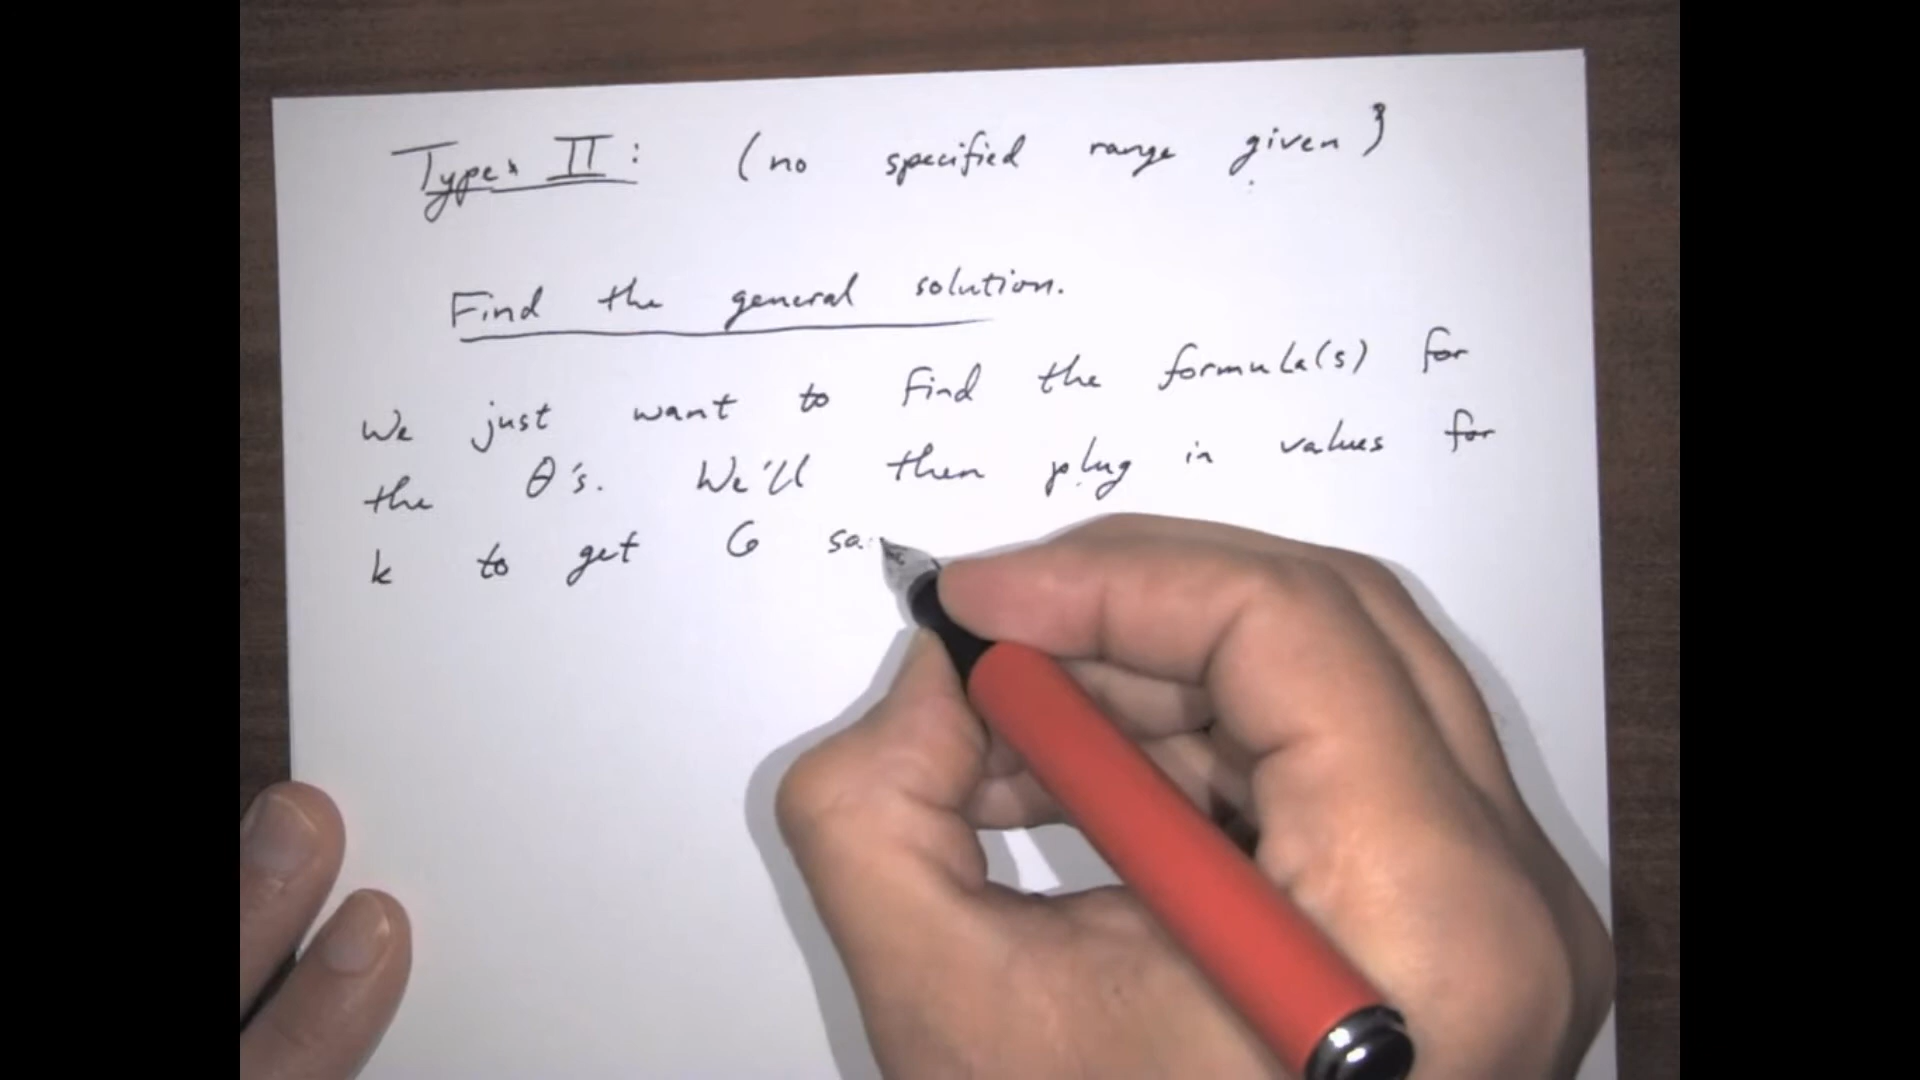 Type II: (no specified range given)
Find the general solution.
We just want to find the formula(s) for
the θ's. We'll then plug in values for
k to get 6 sa